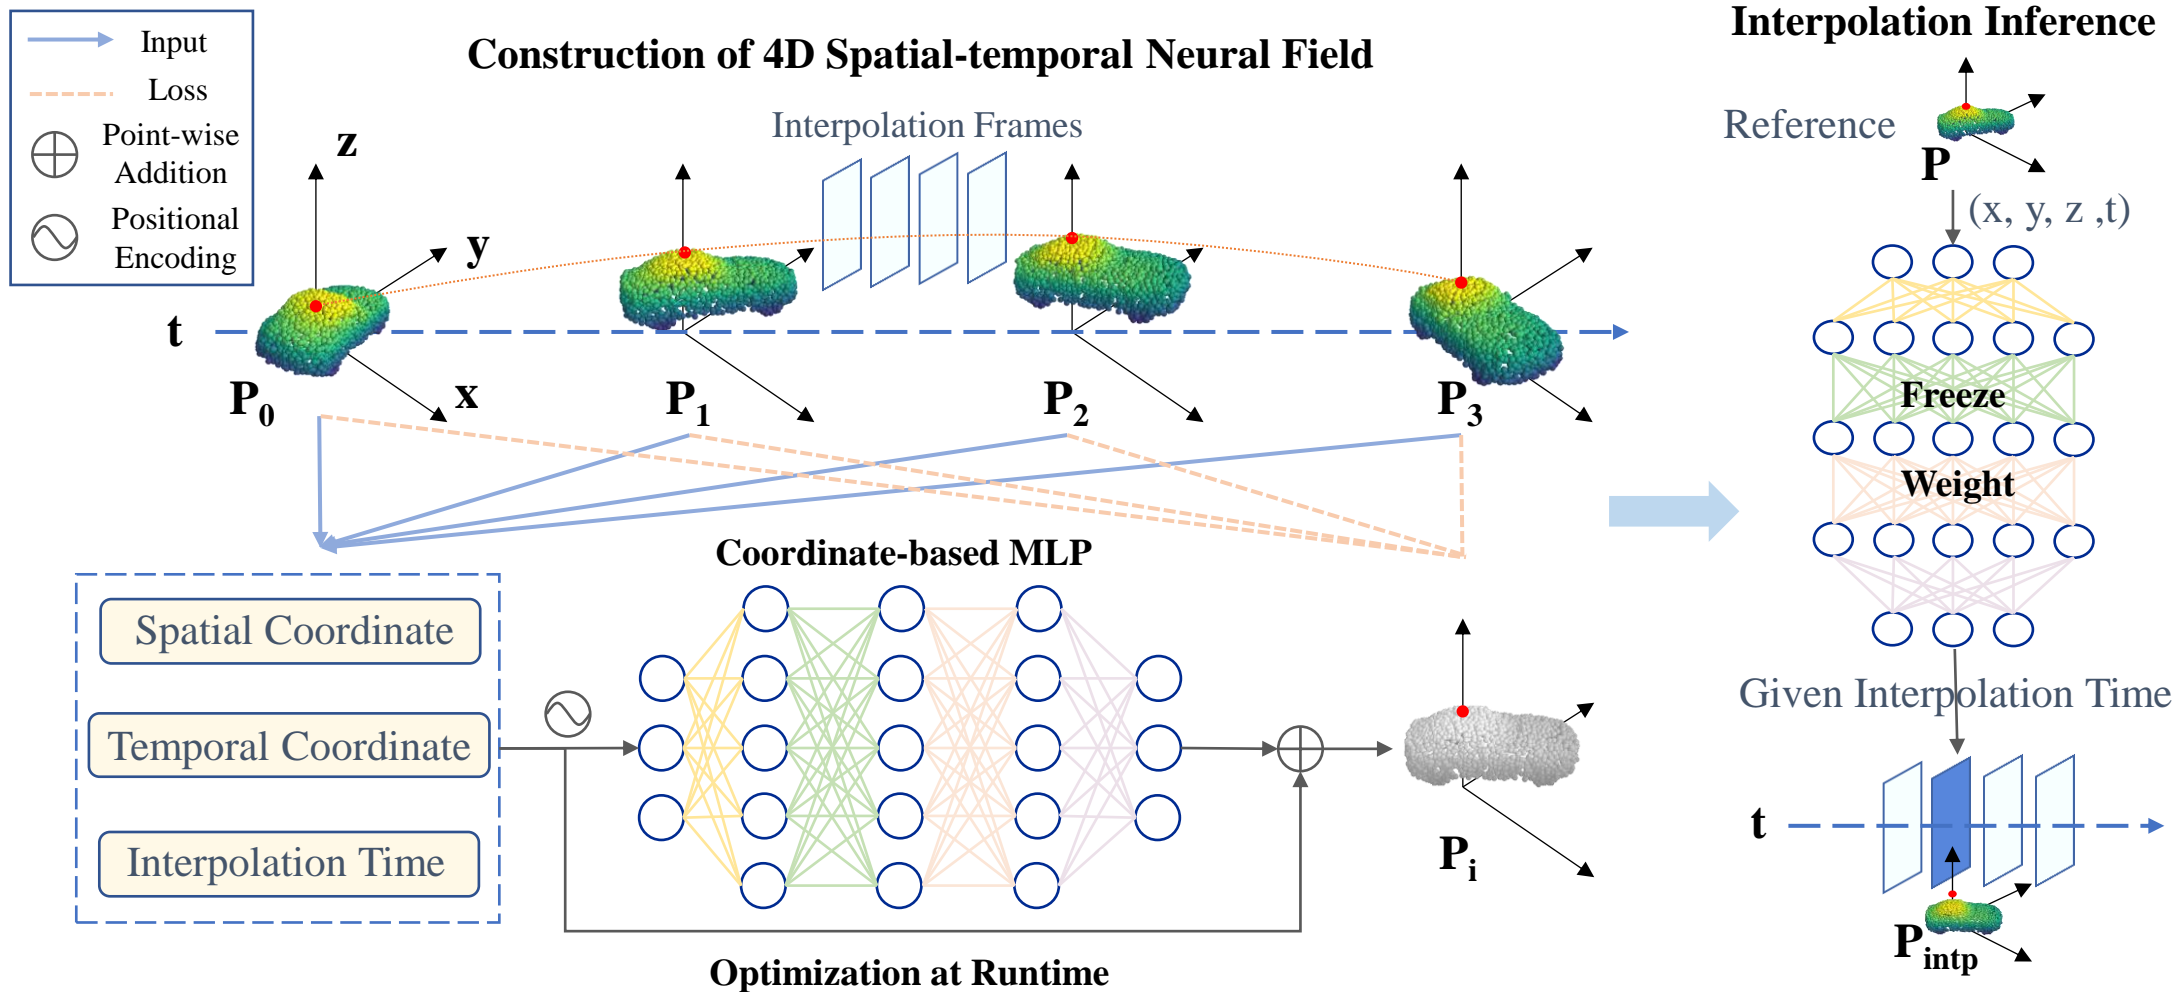 Input
Loss
Point-wise
Addition
Positional
Encoding
Construction of 4D Spatial-temporal Neural Field
Interpolation Frames
z
y
t
x
P0
P1
P2
P3
Coordinate-based MLP
Spatial Coordinate
Temporal Coordinate
Interpolation Time
Pi
Optimization at Runtime
Interpolation Inference
Reference
P
(x, y, z ,t)
Freeze
Weight
Given Interpolation Time
t
Pintp